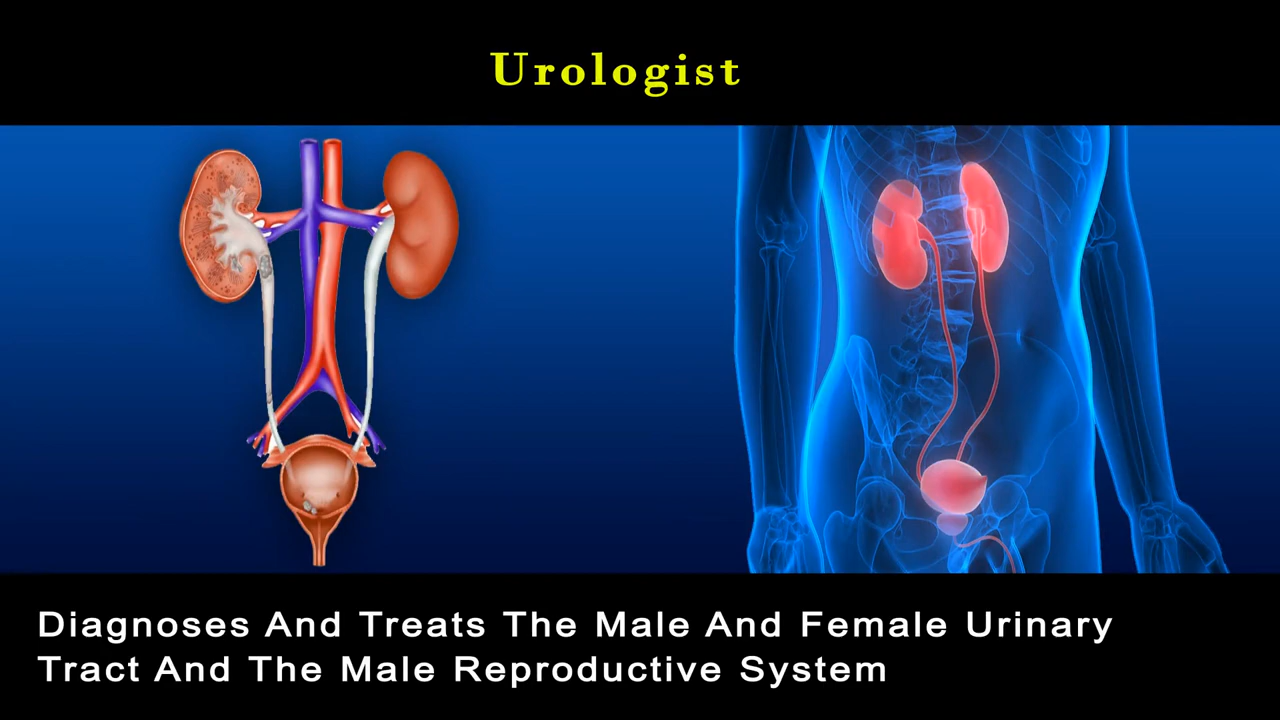 Urologist
Diagnoses And Treats The Male And Female Urinary
Tract And The Male Reproductive System